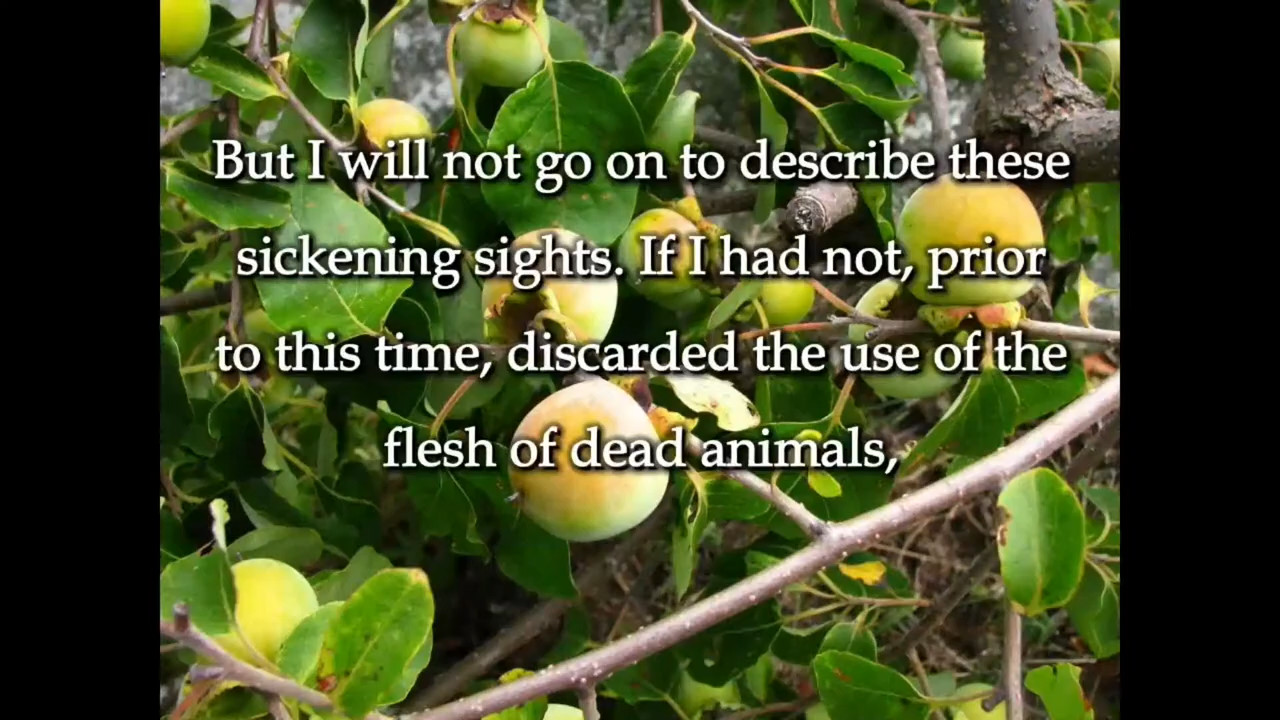 But I will not go on to describe these
sickening sights. If I had not, prior
to this time, discarded the use of the
flesh of dead animals,